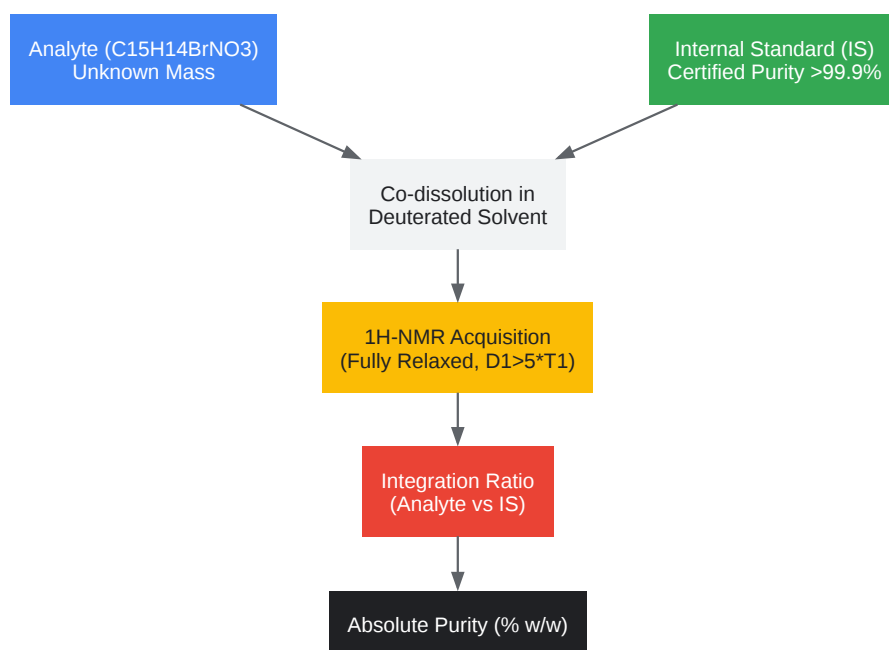 Analyte (C15H14BrNO3)
Unknown Mass
Internal Standard (IS)
Certified Purity >99.9%
Co-dissolution in
Deuterated Solvent
1H-NMR Acquisition
(Fully Relaxed, D1>5*T1)
Integration Ratio
(Analyte vs IS)
Absolute Purity (% w/w)